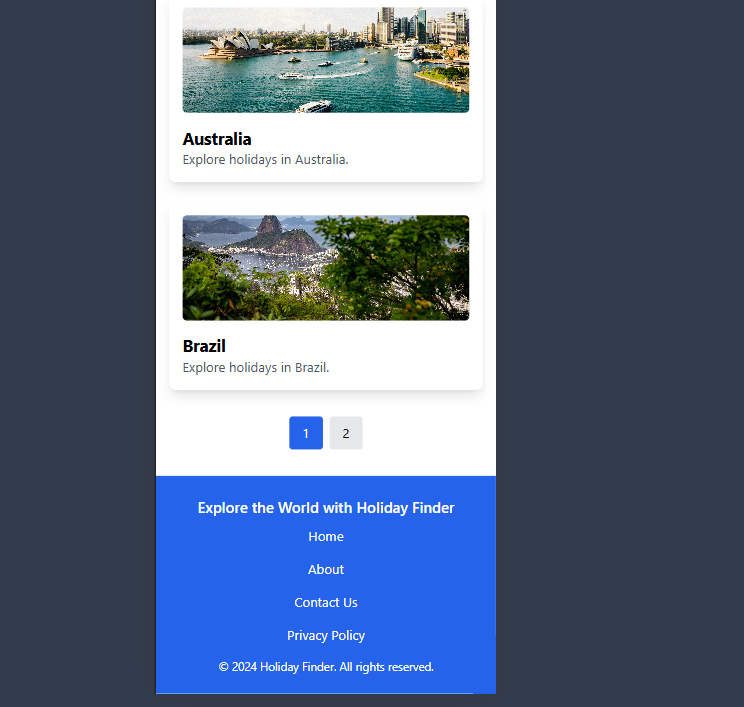 Australia
Explore holidays in Australia.
Brazil
Explore holidays in Brazil.
1 2
Explore the World with Holiday Finder
Home
About
Contact Us
Privacy Policy
© 2024 Holiday Finder. All rights reserved.